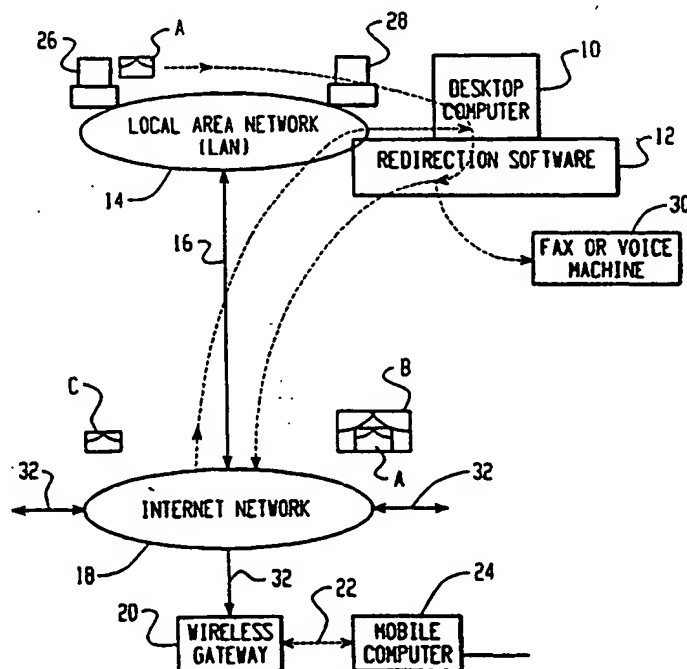 26
A
28
10
DESKTOP
COMPUTER
LOCAL AREA NETWORK
(LAN)
REDIRECTION SOFTWARE
12
14
16
30
FAX OR VOICE
MACHINE
C
B
A
32
32
INTERNET NETWORK
18
32
24
20
22
WIRELESS
GATEWAY
MOBILE
COMPUTER